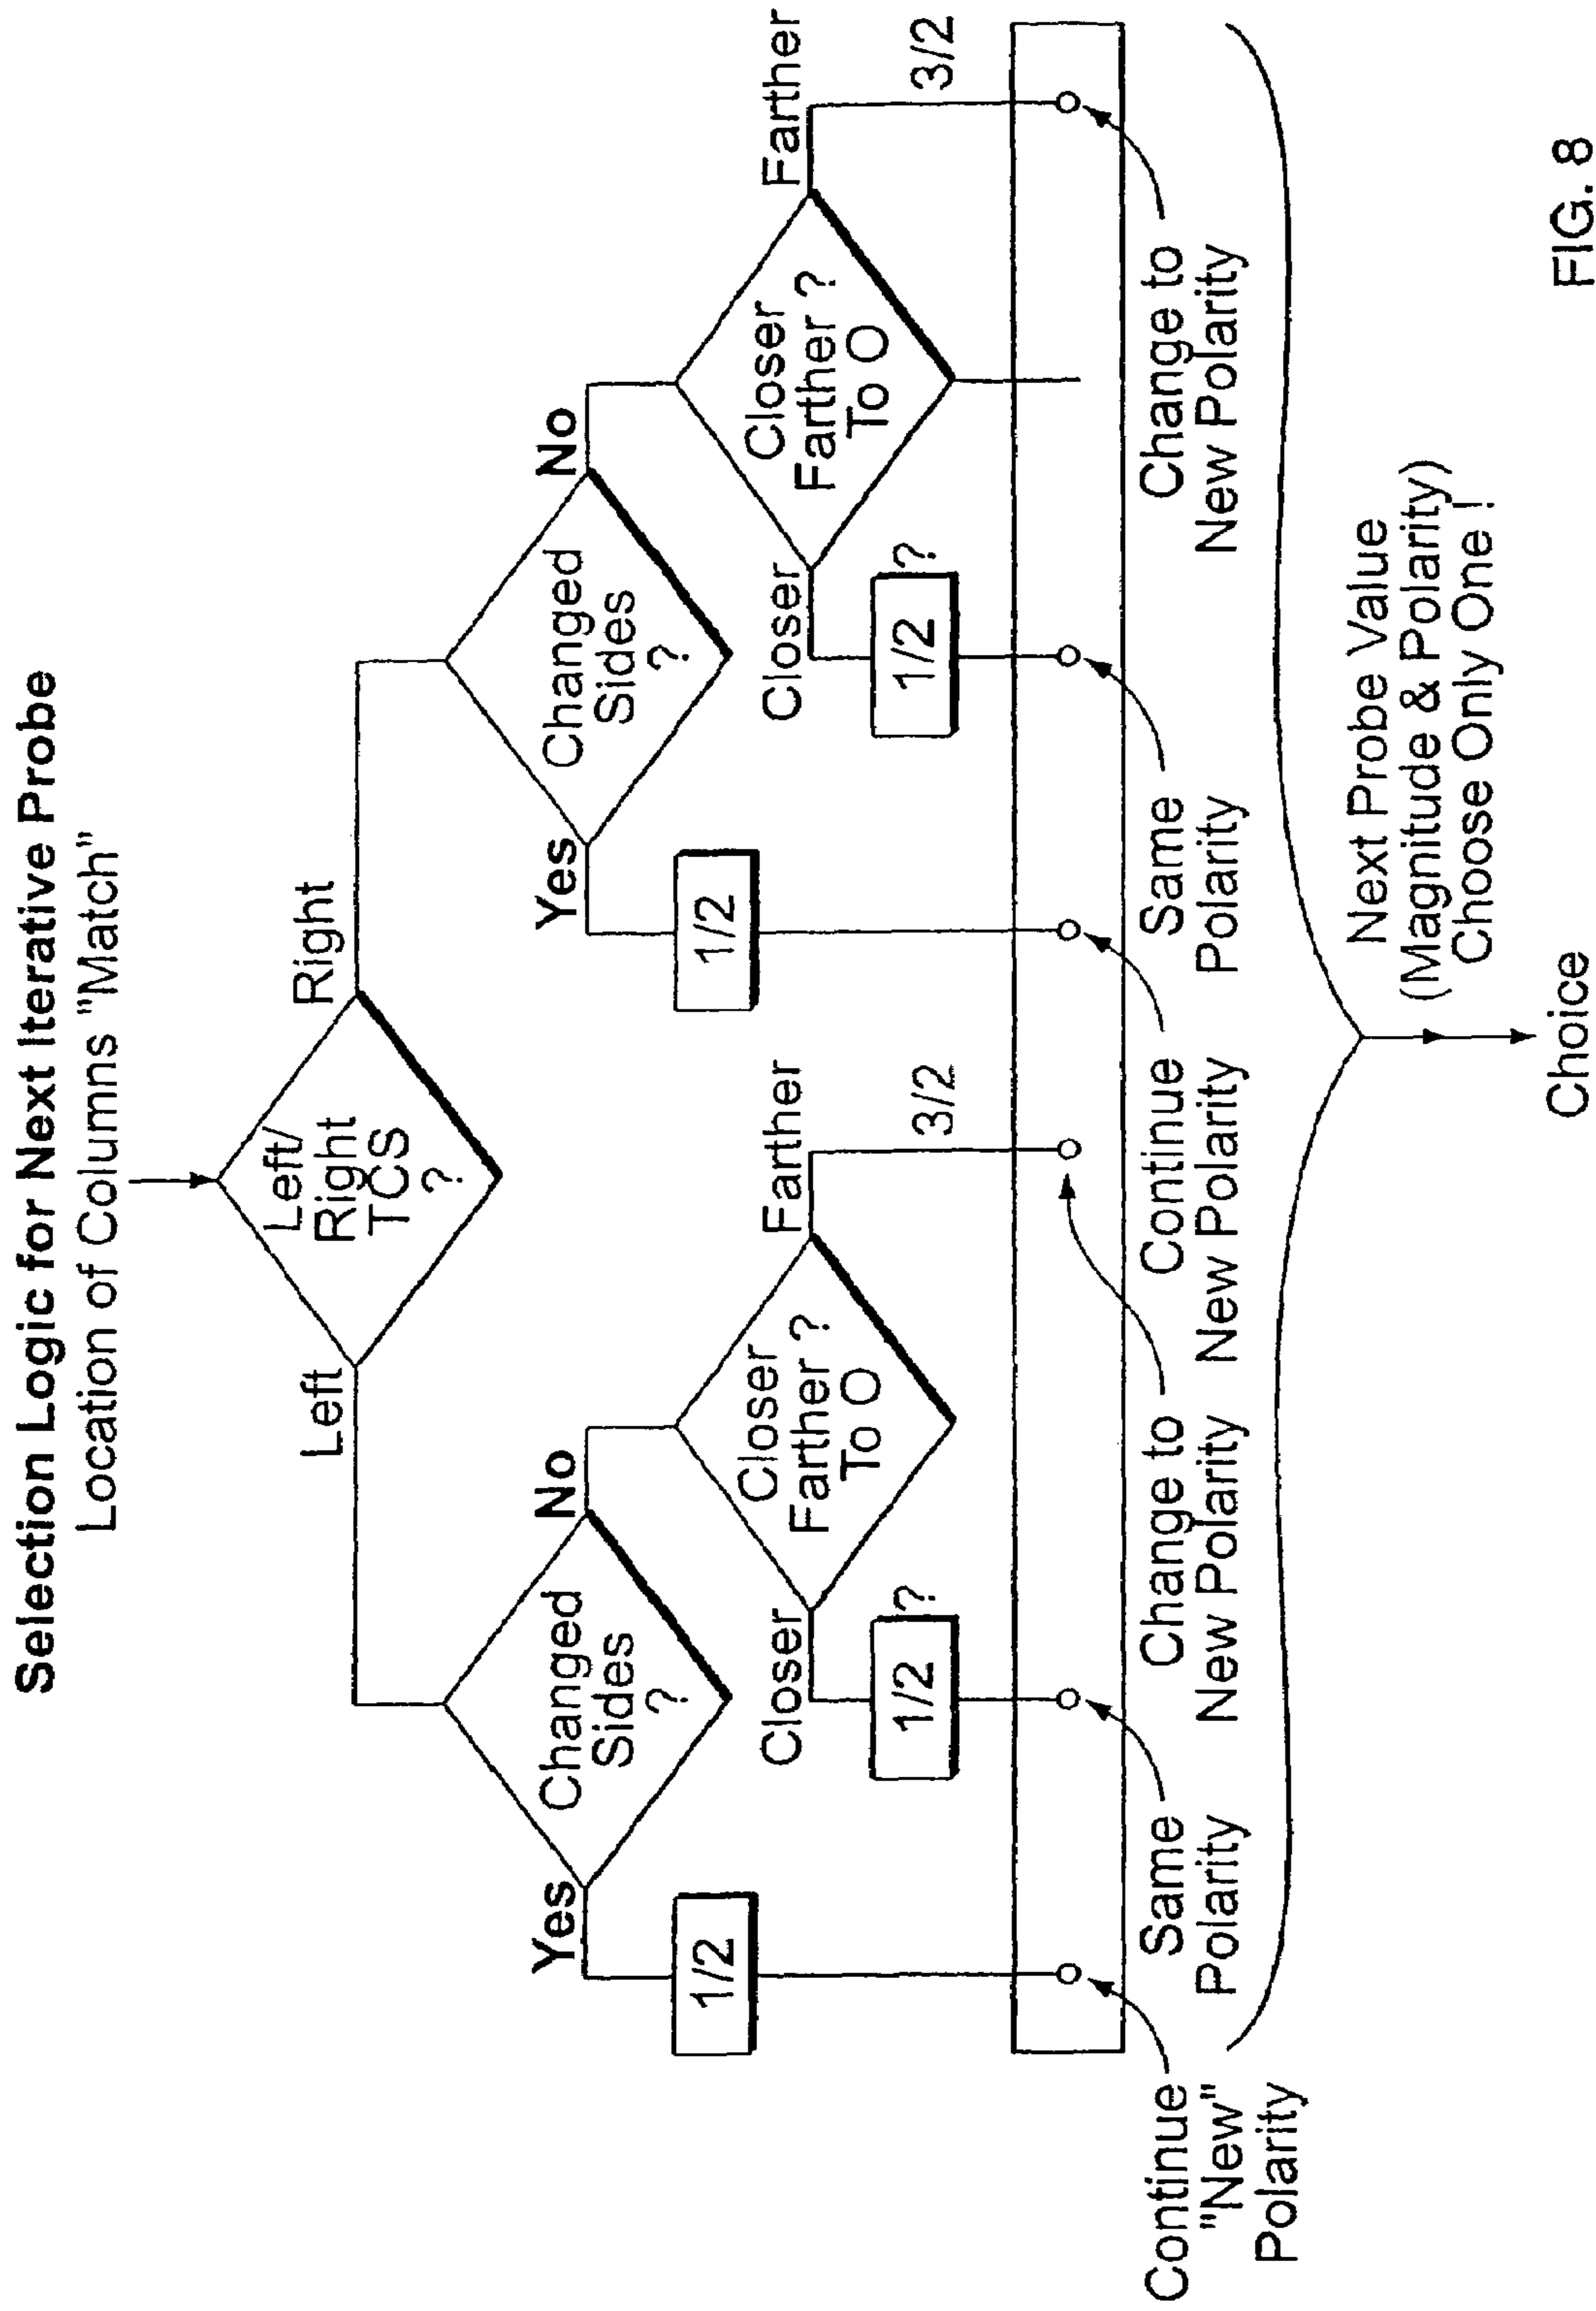 Selection Logic for Next Iterative Probe
Location of Columns "Match"
Left/
Right
TCS
?
Left
Right
Changed
Sides
?
Yes
No
Changed
Sides
?
Yes
No
1/2
Closer
Farther ?
To O
Closer
Farther
1/2
?
3/2
1/2
Closer
Farther ?
To O
Closer
Farther
1/2
?
3/2
Continue
"New"
Polarity
Same
Polarity
Change to
New Polarity
Continue
New Polarity
Same
Polarity
Change to
New Polarity
Next Probe Value
(Magnitude & Polarity)
Choose Only One !
Choice
FIG. 8